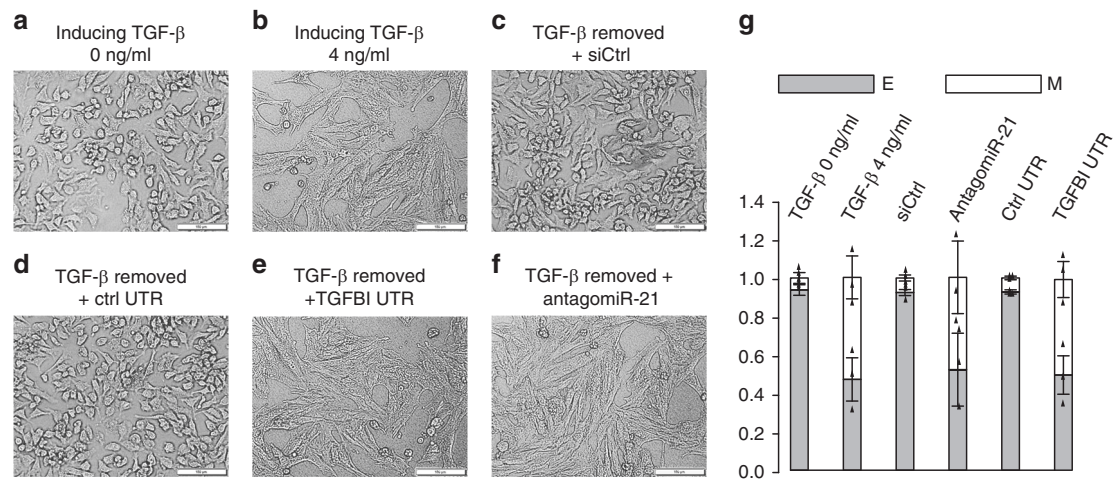 a
Inducing TGF-β
0 ng/ml
b
Inducing TGF-β
4 ng/ml
c
TGF-β removed
+ siCtrl
d
TGF-β removed
+ ctrl UTR
e
TGF-β removed
+TGFBI UTR
f
TGF-β removed +
antagomiR-21
g
E
M
TGF-β 0 ng/ml
TGF-β 4 ng/ml
siCtrl
AntagomiR-21
Ctrl UTR
TGFBI UTR
1.4
1.2
1.0
0.8
0.6
0.4
0.2
0.0